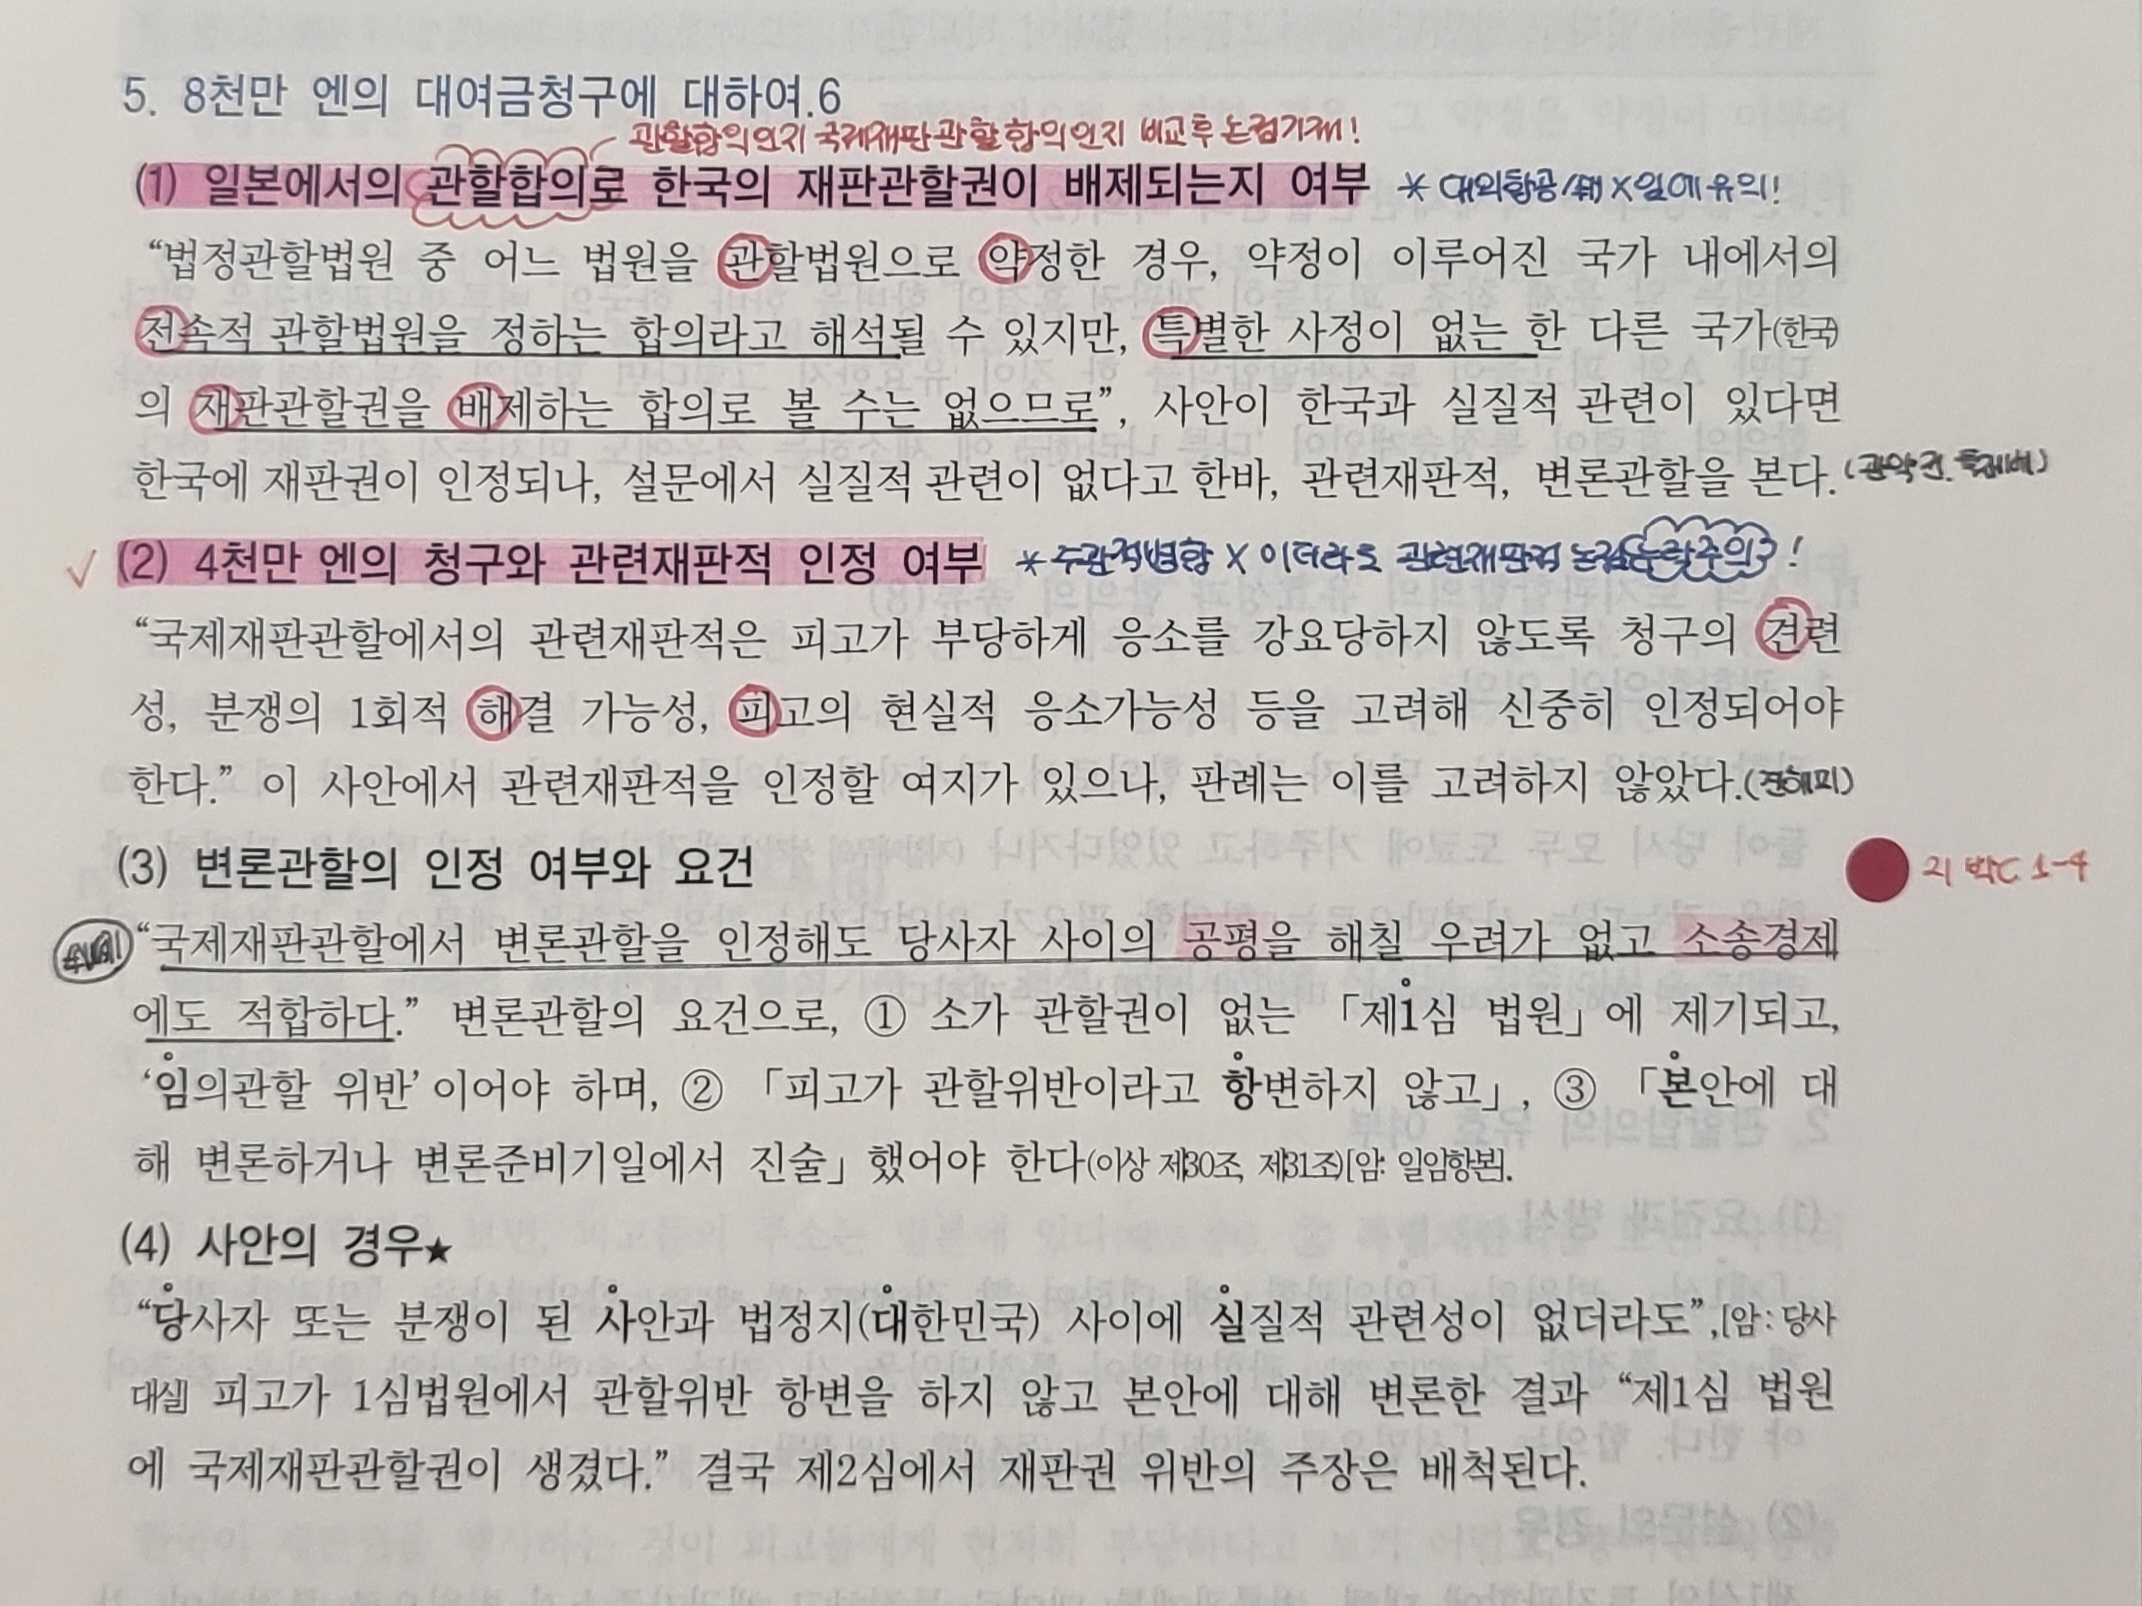 5. 8천만 엔의 대여금청구에 대하여.6
관할합의인지 국제재판관할합의인지 비교후 논점기재!
(1) 일본에서의 관할합의로 한국의 재판관할권이 배제되는지 여부
“법정관할법원 중 어느 법원을 관할법원으로 약정한 경우, 약정이 이루어진 국가 내에서의
전속적 관할법원을 정하는 합의라고 해석될 수 있지만, 특별한 사정이 없는 한 다른 국가(한국)
의 재판관할권을 배제하는 합의로 볼 수는 없으므로”, 사안이 한국과 실질적 관련이 있다면
한국에 재판권이 인정되나, 설문에서 실질적 관련이 없다고 한바, 관련재판적, 변론관할을 본다.
(2) 4천만 엔의 청구와 관련재판적 인정 여부 * 주관적병합 X 이더라도 관련재판적 논점누락주의!
“국제재판관할에서의 관련재판적은 피고가 부당하게 응소를 강요당하지 않도록 청구의 견련
성, 분쟁의 1회적 해결 가능성, 피고의 현실적 응소가능성 등을 고려해 신중히 인정되어야
한다.” 이 사안에서 관련재판적을 인정할 여지가 있으나, 판례는 이를 고려하지 않았다.(견해피)
(3) 변론관할의 인정 여부와 요건
“국제재판관할에서 변론관할을 인정해도 당사자 사이의 공평을 해칠 우려가 없고 소송경제
에도 적합하다.” 변론관할의 요건으로, ① 소가 관할권이 없는 「제1심 법원」에 제기되고,
‘임의관할 위반’이어야 하며, ② 「피고가 관할위반이라고 항변하지 않고」, ③ 「본안에 대
해 변론하거나 변론준비기일에서 진술」했어야 한다(이상 제30조, 제31조)[암: 일임항본].
(4) 사안의 경우★
“당사자 또는 분쟁이 된 사안과 법정지(대한민국) 사이에 실질적 관련성이 없더라도”,[암: 당사
대실] 피고가 1심법원에서 관할위반 항변을 하지 않고 본안에 대해 변론한 결과 “제1심 법원
에 국제재판관할권이 생겼다.” 결국 제2심에서 재판권 위반의 주장은 배척된다.